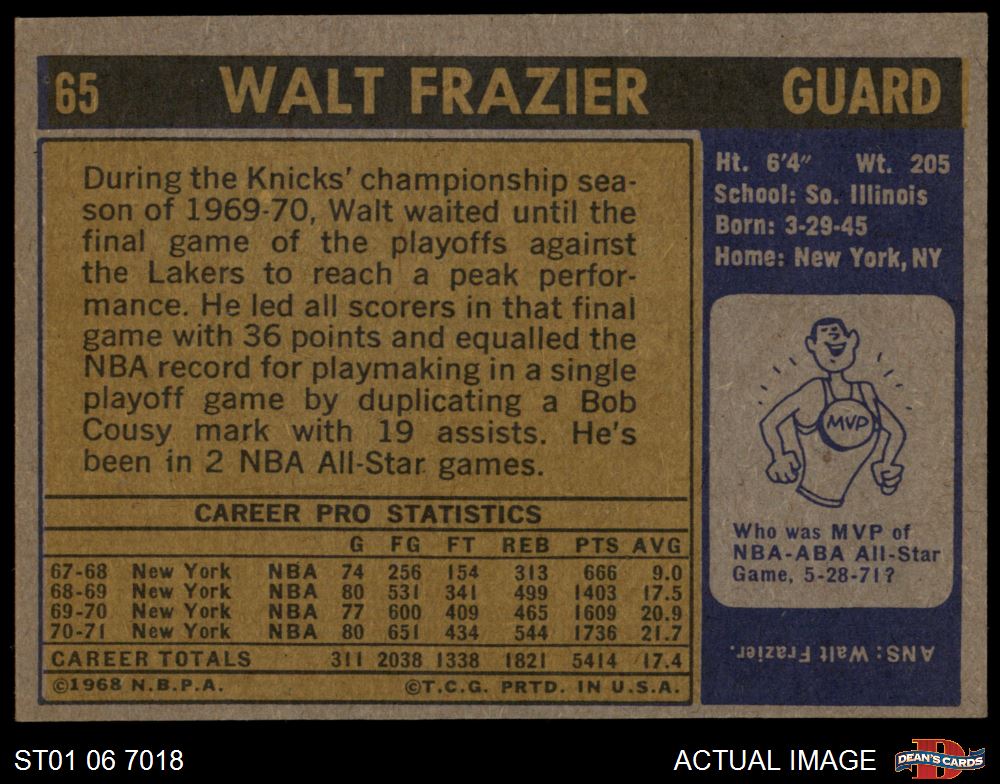 65 WALT FRAZIER GUARD
During the Knicks' championship sea-
son of 1969-70, Walt waited until the
final game of the playoffs against
the Lakers to reach a peak perfor-
mance. He led all scorers in that final
game with 36 points and equalled the
NBA record for playmaking in a single
playoff game by duplicating a Bob
Cousy mark with 19 assists. He's
been in 2 NBA All-Star games.
Ht. 6'4" Wt. 205
School: So. Illinois
Born: 3-29-45
Home: New York, NY
MVP
Who was MVP of
NBA-ABA All-Star
Game, 5-28-71?
ANS: Walt Frazier.
CAREER PRO STATISTICS
G FG FT REB PTS AVG
67-68 New York NBA 74 256 154 313 666 9.0
68-69 New York NBA 80 531 341 499 1403 17.5
69-70 New York NBA 77 600 409 465 1609 20.9
70-71 New York NBA 80 651 434 544 1736 21.7
CAREER TOTALS 311 2038 1338 1821 5414 17.4
©1968 N.B.P.A. ©T.C.G. PRTD. IN U.S.A.
ST01 06 7018 ACTUAL IMAGE D DEAN'S CARDS